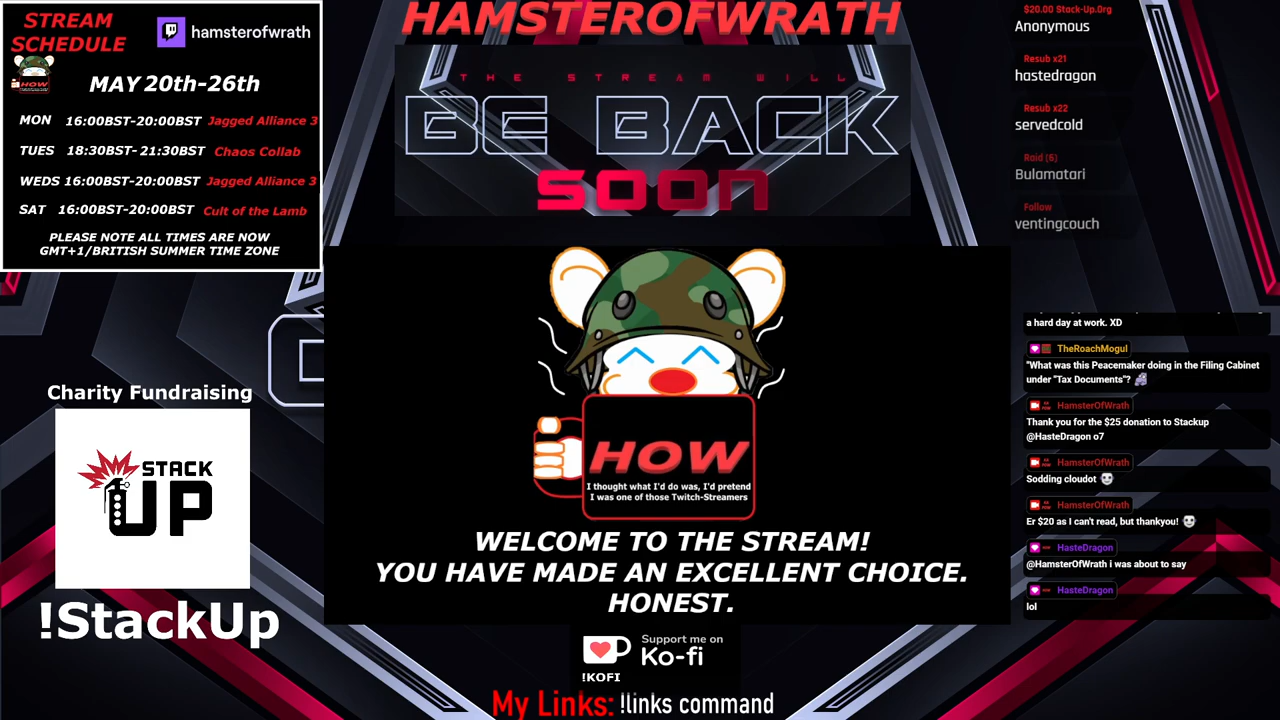 STREAM
SCHEDULE
hamsterofwrath
HOW
MAY 20th-26th
MON 16:00BST-20:00BST Jagged Alliance 3
TUES 18:30BST-21:30BST Chaos Collab
WEDS 16:00BST-20:00BST Jagged Alliance 3
SAT 16:00BST-20:00BST Cult of the Lamb
PLEASE NOTE ALL TIMES ARE NOW
GMT+1/BRITISH SUMMER TIME ZONE
HAMSTEROFWRATH
THE STREAM WILL
BE BACK
SOON
$20.00 Stock-Up.Org
Anonymous
Resub x21
hastedragon
Resub x22
servedcold
Raid (6)
Bulamatari
Follow
ventingcouch
Charity Fundraising
STACK
UP
!StackUp
HOW
I thought what I'd do was, I'd pretend
I was one of those Twitch-Streamers
WELCOME TO THE STREAM!
YOU HAVE MADE AN EXCELLENT CHOICE.
HONEST.
a hard day at work. XD
TheRoachMogul
"What was this Peacemaker doing in the Filing Cabinet
under "Tax Documents"?
HamsterOfWrath
Thank you for the $25 donation to Stackup
@HasteDragon o7
HamsterOfWrath
Sodding cloudot
HamsterOfWrath
Er $20 as I can't read, but thankyou!
HasteDragon
@HamsterOfWrath i was about to say
HasteDragon
lol
Support me on
Ko-fi
!KOFI
My Links: !links command